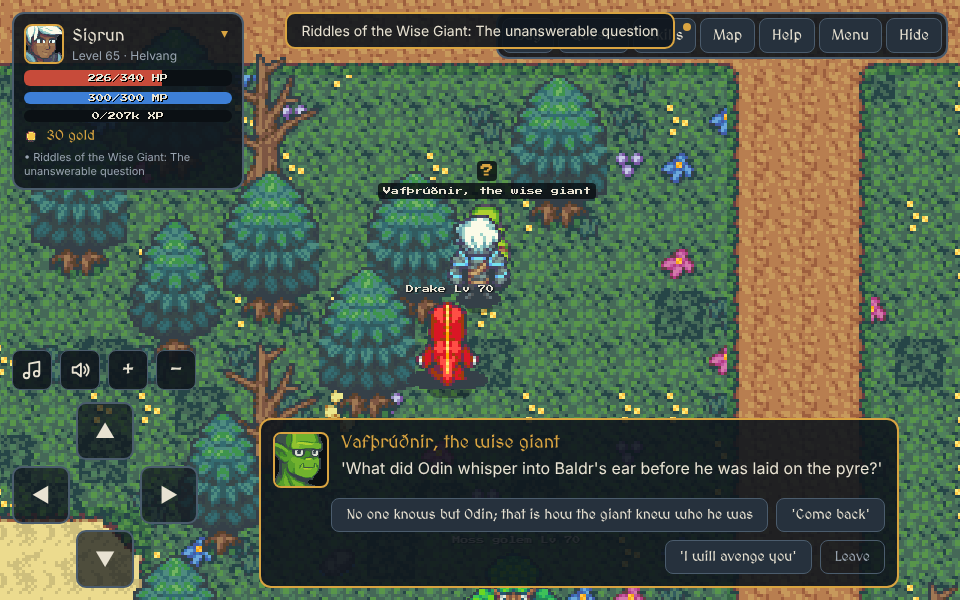 Sigrun
Level 65 · Helvang
226/340 HP
300/300 MP
0/207k XP
30 gold
• Riddles of the Wise Giant: The
unanswerable question
Riddles of the Wise Giant: The unanswerable question
Map
Help
Menu
Hide
?
Vafþrúðnir, the wise giant
Drake Lv 70
Vafþrúðnir, the wise giant
'What did Odin whisper into Baldr's ear before he was laid on the pyre?'
No one knows but Odin; that is how the giant knew who he was
'Come back'
Moss golem Lv 70
'I will avenge you'
Leave